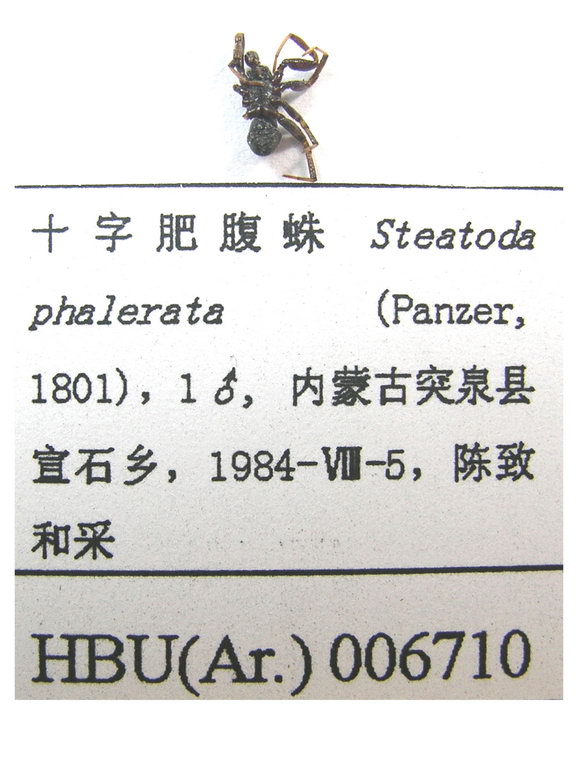 十字肥腹蛛 Steatoda
phalerata (Panzer,
1801), 1♂, 内蒙古突泉县
宣石乡, 1984-Ⅷ-5, 陈致
和采
HBU(Ar.) 006710